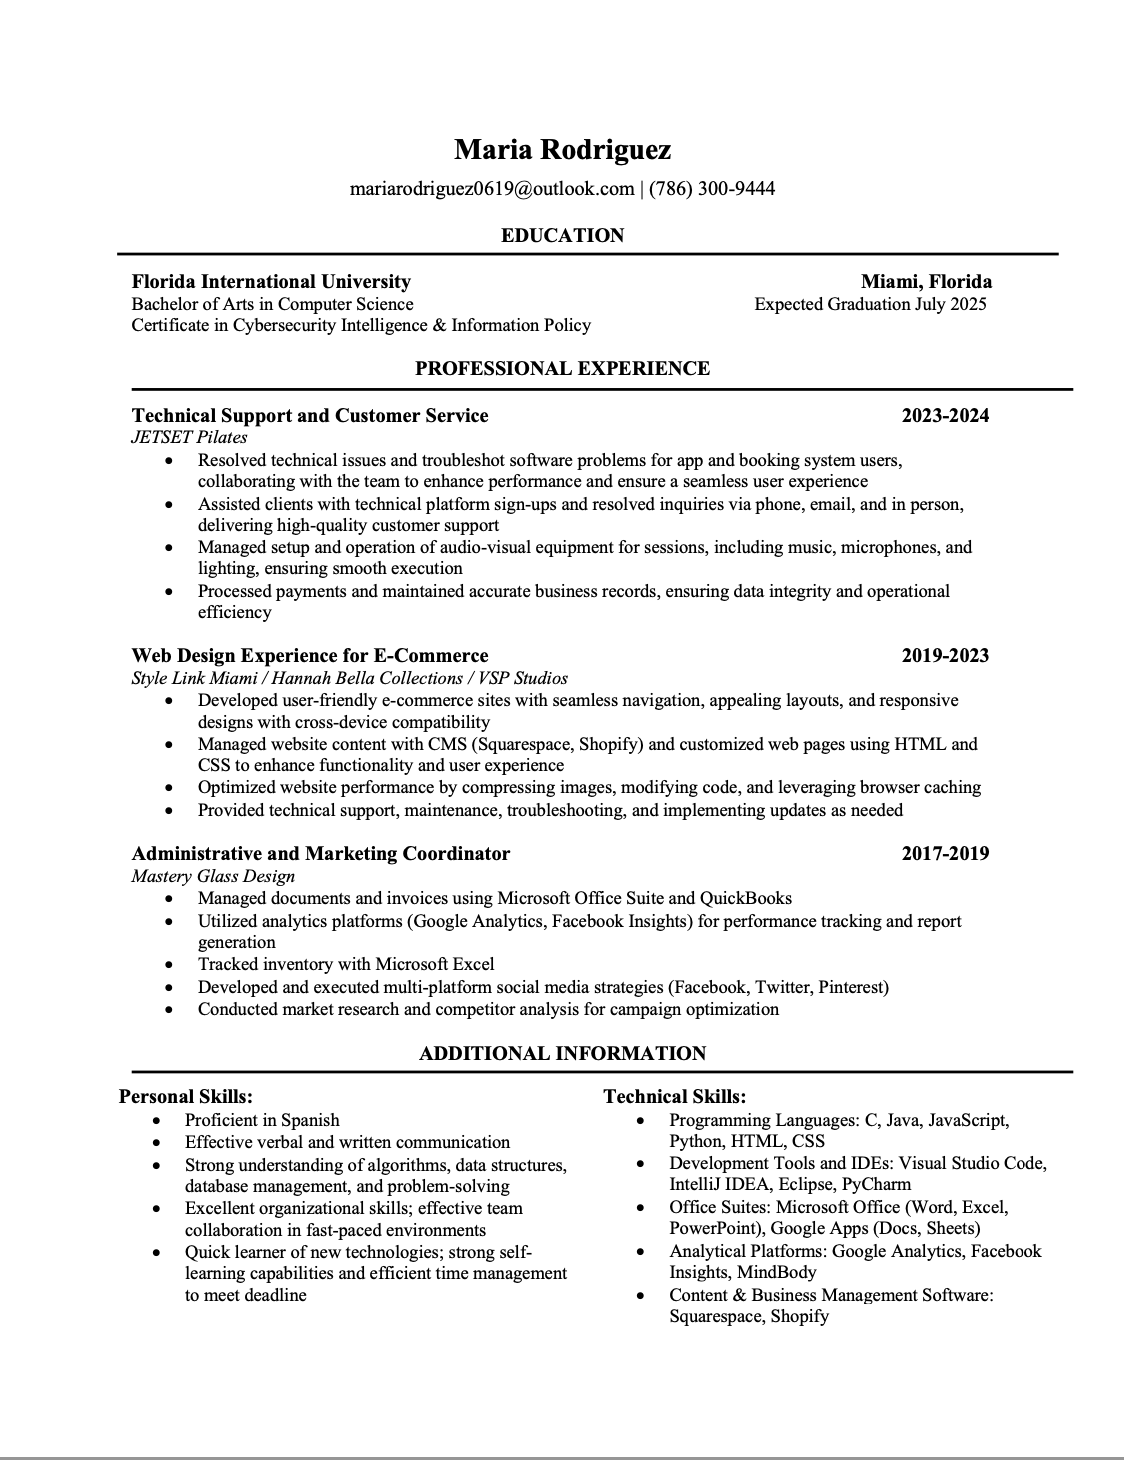 Maria Rodriguez
mariarodriguez0619@outlook.com | (786) 300-9444
EDUCATION
Florida International University Miami, Florida
Bachelor of Arts in Computer Science Expected Graduation July 2025
Certificate in Cybersecurity Intelligence & Information Policy
PROFESSIONAL EXPERIENCE
Technical Support and Customer Service 2023-2024
JETSET Pilates
• Resolved technical issues and troubleshot software problems for app and booking system users,
collaborating with the team to enhance performance and ensure a seamless user experience
• Assisted clients with technical platform sign-ups and resolved inquiries via phone, email, and in person,
delivering high-quality customer support
• Managed setup and operation of audio-visual equipment for sessions, including music, microphones, and
lighting, ensuring smooth execution
• Processed payments and maintained accurate business records, ensuring data integrity and operational
efficiency
Web Design Experience for E-Commerce 2019-2023
Style Link Miami / Hannah Bella Collections / VSP Studios
• Developed user-friendly e-commerce sites with seamless navigation, appealing layouts, and responsive
designs with cross-device compatibility
• Managed website content with CMS (Squarespace, Shopify) and customized web pages using HTML and
CSS to enhance functionality and user experience
• Optimized website performance by compressing images, modifying code, and leveraging browser caching
• Provided technical support, maintenance, troubleshooting, and implementing updates as needed
Administrative and Marketing Coordinator 2017-2019
Mastery Glass Design
• Managed documents and invoices using Microsoft Office Suite and QuickBooks
• Utilized analytics platforms (Google Analytics, Facebook Insights) for performance tracking and report
generation
• Tracked inventory with Microsoft Excel
• Developed and executed multi-platform social media strategies (Facebook, Twitter, Pinterest)
• Conducted market research and competitor analysis for campaign optimization
ADDITIONAL INFORMATION
Personal Skills:
• Proficient in Spanish
• Effective verbal and written communication
• Strong understanding of algorithms, data structures,
database management, and problem-solving
• Excellent organizational skills; effective team
collaboration in fast-paced environments
• Quick learner of new technologies; strong self-
learning capabilities and efficient time management
to meet deadline
Technical Skills:
• Programming Languages: C, Java, JavaScript,
Python, HTML, CSS
• Development Tools and IDEs: Visual Studio Code,
IntelliJ IDEA, Eclipse, PyCharm
• Office Suites: Microsoft Office (Word, Excel,
PowerPoint), Google Apps (Docs, Sheets)
• Analytical Platforms: Google Analytics, Facebook
Insights, MindBody
• Content & Business Management Software:
Squarespace, Shopify